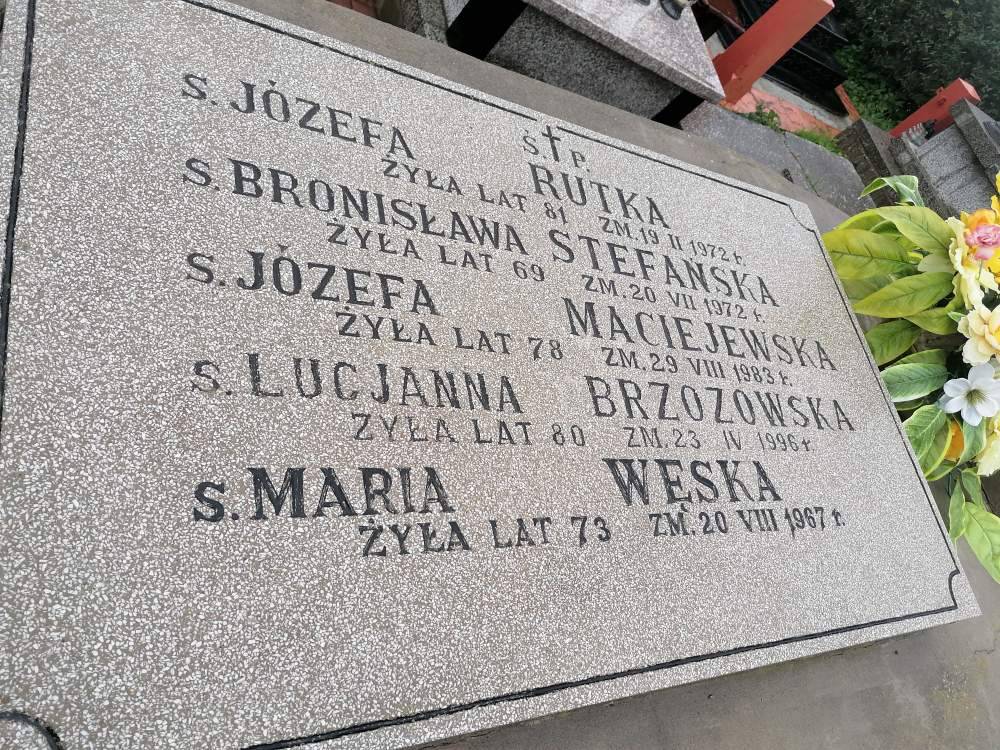 Ś.†P.
S. JÓZEFA RUTKA
ŻYŁA LAT 81 ZM. 19 II 1972 r.
S. BRONISŁAWA STEFAŃSKA
ŻYŁA LAT 69 ZM. 20 VII 1972 r.
S. JÓZEFA MACIEJEWSKA
ŻYŁA LAT 78 ZM. 29 VIII 1983 r.
S. LUCJANNA BRZOZOWSKA
ŻYŁA LAT 80 ZM. 23 IV 1996 r.
S. MARIA WĘSKA
ŻYŁA LAT 73 ZM. 20 VIII 1967 r.